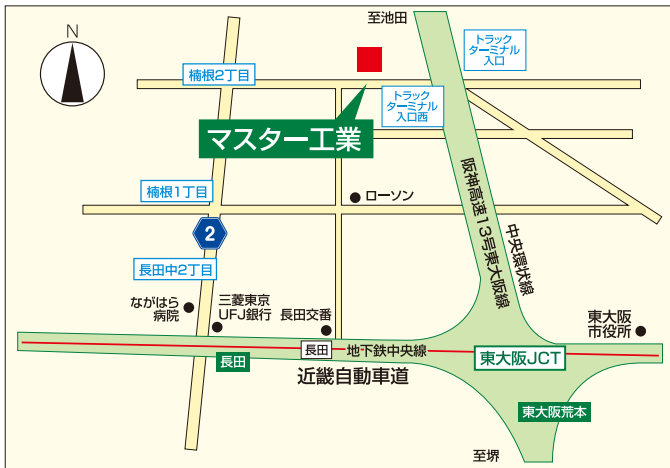 至池田
N
トラック
ターミナル
入口
楠根2丁目
トラック
ターミナル
入口西
マスター工業
楠根1丁目
ローソン
2
阪神高速13号東大阪線
中央環状線
長田中2丁目
ながはら
病院
三菱東京
UFJ銀行
長田交番
東大阪
市役所
長田
長田
地下鉄中央線
東大阪JCT
近畿自動車道
東大阪荒本
至堺